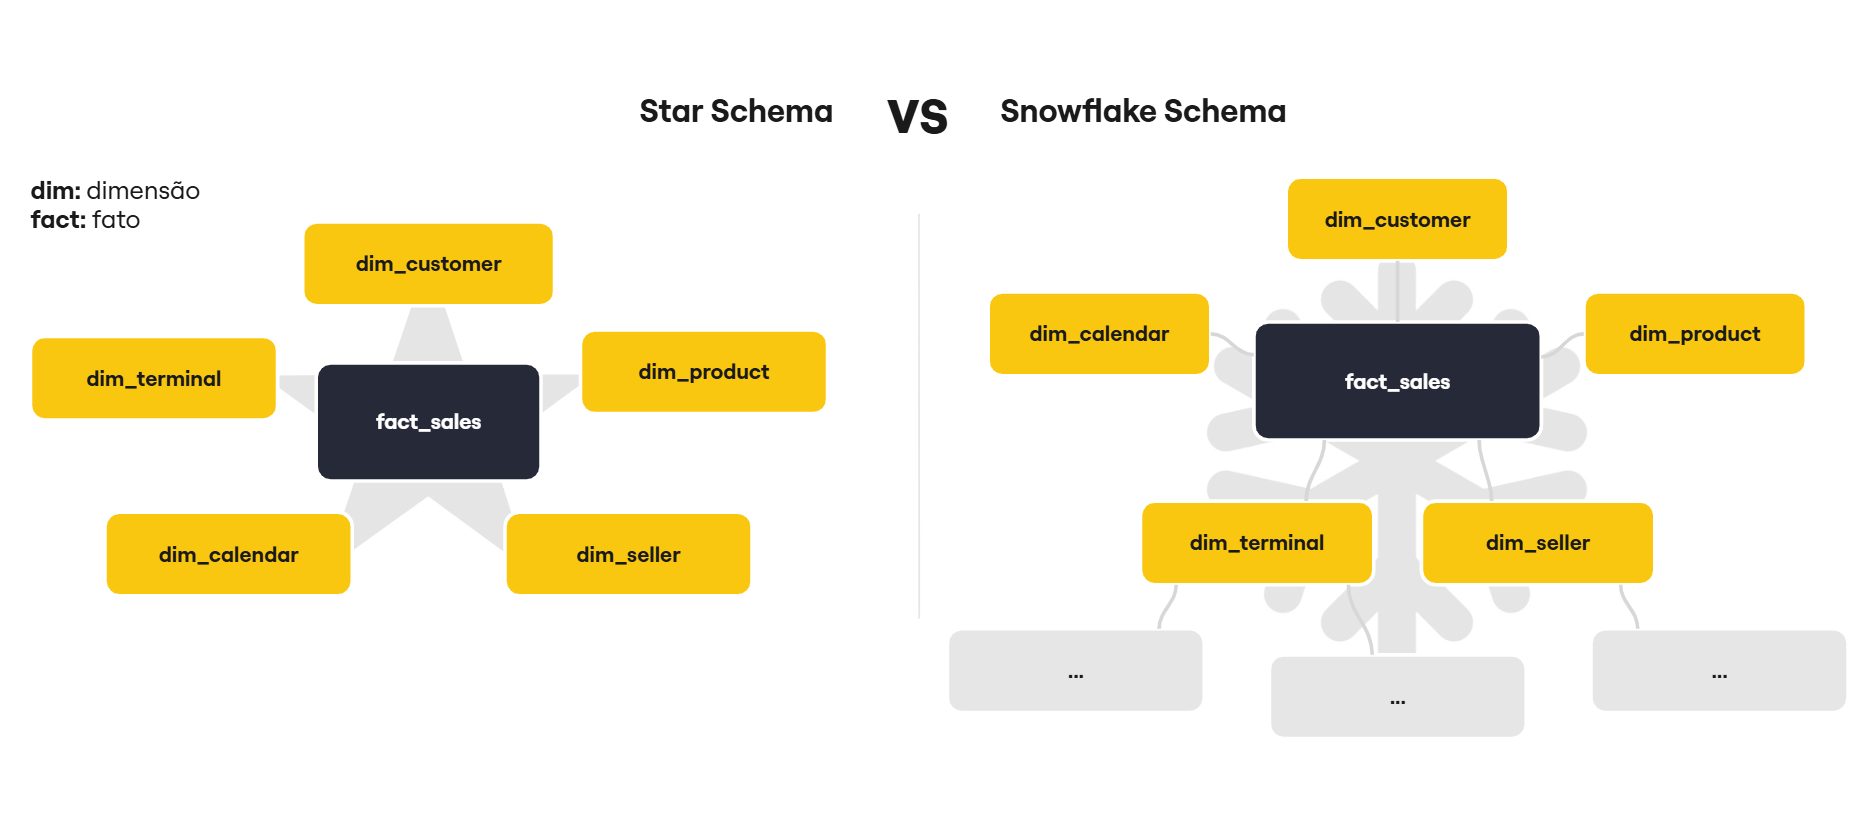 Star Schema
VS
Snowflake Schema
dim: dimensão
fact: fato
dim_customer
dim_terminal
dim_product
fact_sales
dim_calendar
dim_seller
dim_customer
dim_calendar
dim_product
fact_sales
dim_terminal
dim_seller
...
...
...